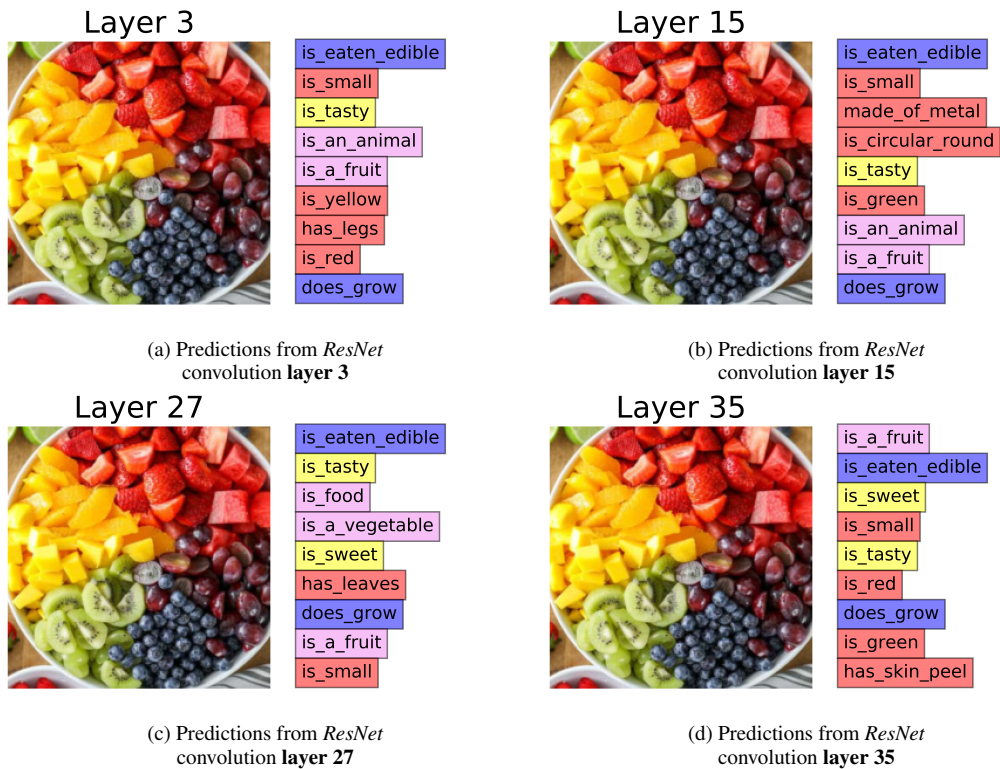 Layer 3
is_eaten_edible
is_small
is_tasty
is_an_animal
is_a_fruit
is_yellow
has_legs
is_red
does_grow
(a) Predictions from ResNet
convolution layer 3
Layer 15
is_eaten_edible
is_small
made_of_metal
is_circular_round
is_tasty
is_green
is_an_animal
is_a_fruit
does_grow
(b) Predictions from ResNet
convolution layer 15
Layer 27
is_eaten_edible
is_tasty
is_food
is_a_vegetable
is_sweet
has_leaves
does_grow
is_a_fruit
is_small
(c) Predictions from ResNet
convolution layer 27
Layer 35
is_a_fruit
is_eaten_edible
is_sweet
is_small
is_tasty
is_red
does_grow
is_green
has_skin_peel
(d) Predictions from ResNet
convolution layer 35